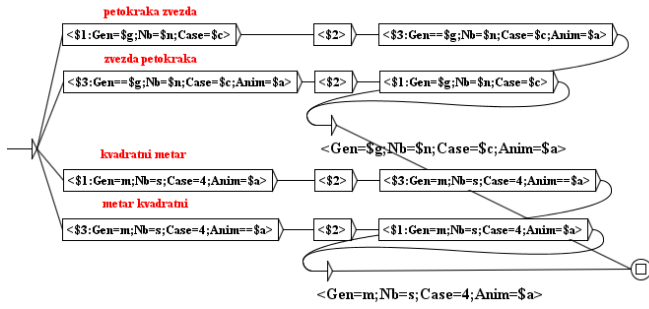 petokraka zvezda
<$1:Gen=$g;Nb=$n;Case=$c> <$2> <$3:Gen==$g;Nb=$n;Case=$c;Anim=$a>
zvezda petokraka
<$3:Gen==$g;Nb=$n;Case=$c;Anim=$a> <$2> <$1:Gen=$g;Nb=$n;Case=$c>
<Gen=$g;Nb=$n;Case=$c;Anim=$a>
kvadratni metar
<$1:Gen=m;Nb=s;Case=4;Anim=$a> <$2> <$3:Gen=m;Nb=s;Case=4;Anim==$a>
metar kvadratni
<$3:Gen=m;Nb=s;Case=4;Anim==$a> <$2> <$1:Gen=m;Nb=s;Case=4;Anim=$a>
<Gen=m;Nb=s;Case=4;Anim=$a>